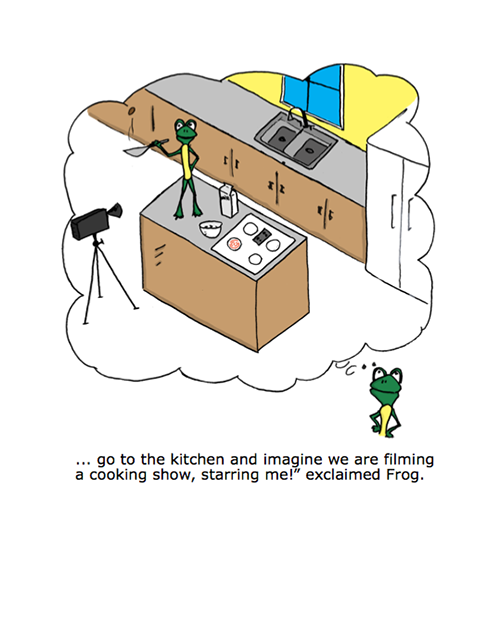 ... go to the kitchen and imagine we are filming
a cooking show, starring me!” exclaimed Frog.